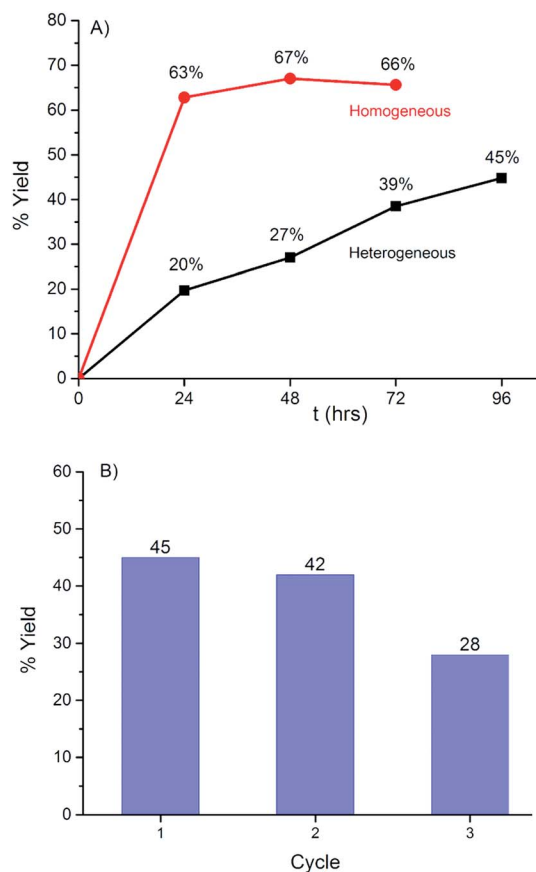 A)
80
70
60
50
40
30
20
10
0
% Yield
63%
67%
66%
Homogeneous
20%
27%
39%
45%
Heterogeneous
0 24 48 72 96
t (hrs)
B)
60
50
40
30
20
10
0
% Yield
45
42
28
1 2 3
Cycle